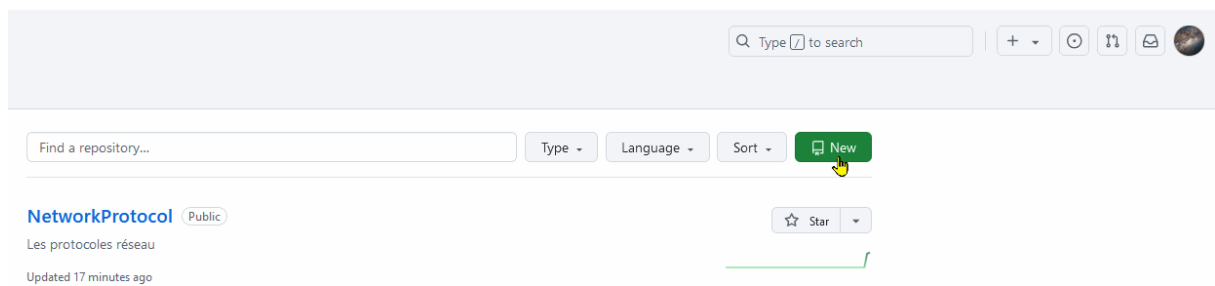 Type / to search
Find a repository... Type Language Sort New
NetworkProtocol Public Star
Les protocoles réseau
Updated 17 minutes ago